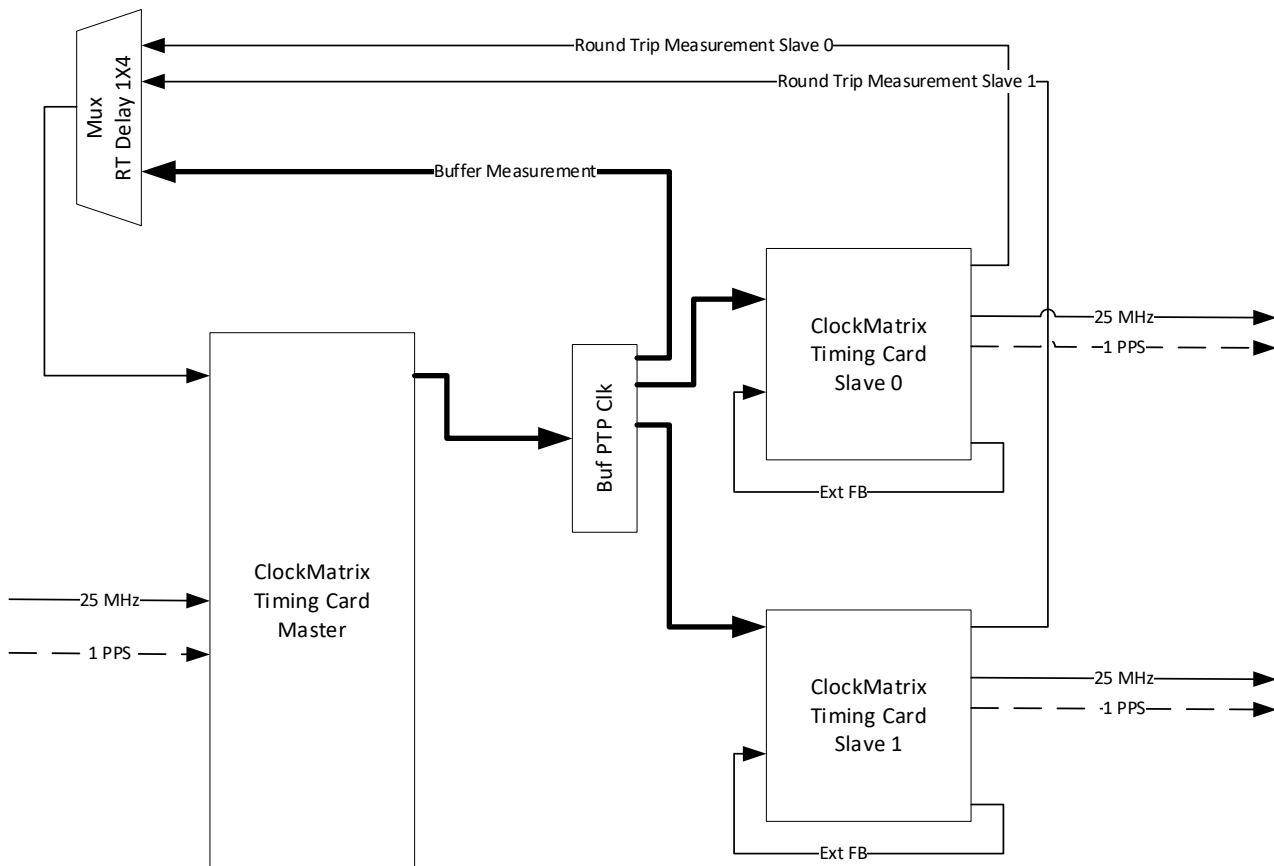 Round Trip Measurement Slave 0
Round Trip Measurement Slave 1
Mux
RT Delay 1X4
Buffer Measurement
ClockMatrix
Timing Card
Slave 0
25 MHz
1 PPS
Ext FB
Buf PTP Clk
ClockMatrix
Timing Card
Master
25 MHz
1 PPS
ClockMatrix
Timing Card
Slave 1
25 MHz
1 PPS
Ext FB